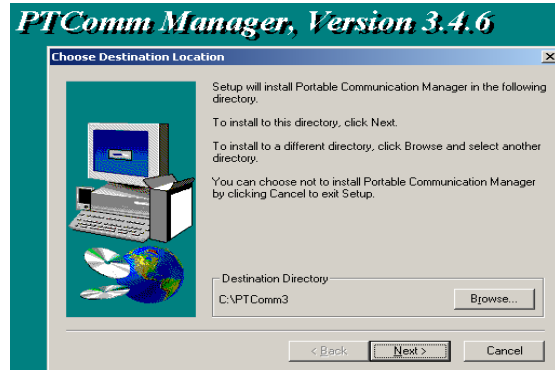 PTComm Manager, Version 3.4.6
Choose Destination Location
Setup will install Portable Communication Manager in the following
directory.
To install to this directory, click Next.
To install to a different directory, click Browse and select another
directory.
You can choose not to install Portable Communication Manager
by clicking Cancel to exit Setup.
Destination Directory
C:\PTComm3
Browse...
< Back
Next >
Cancel